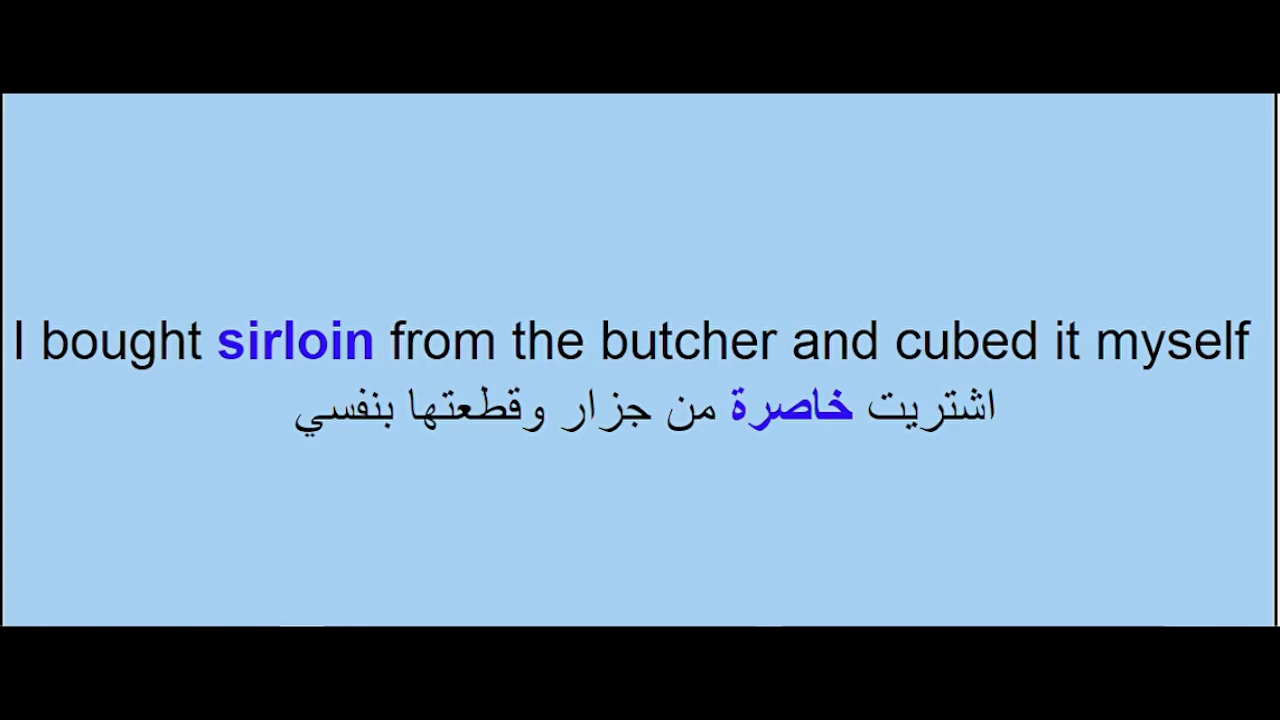 I bought sirloin from the butcher and cubed it myself
اشتريت خاصرة من جزار وقطعتها بنفسي